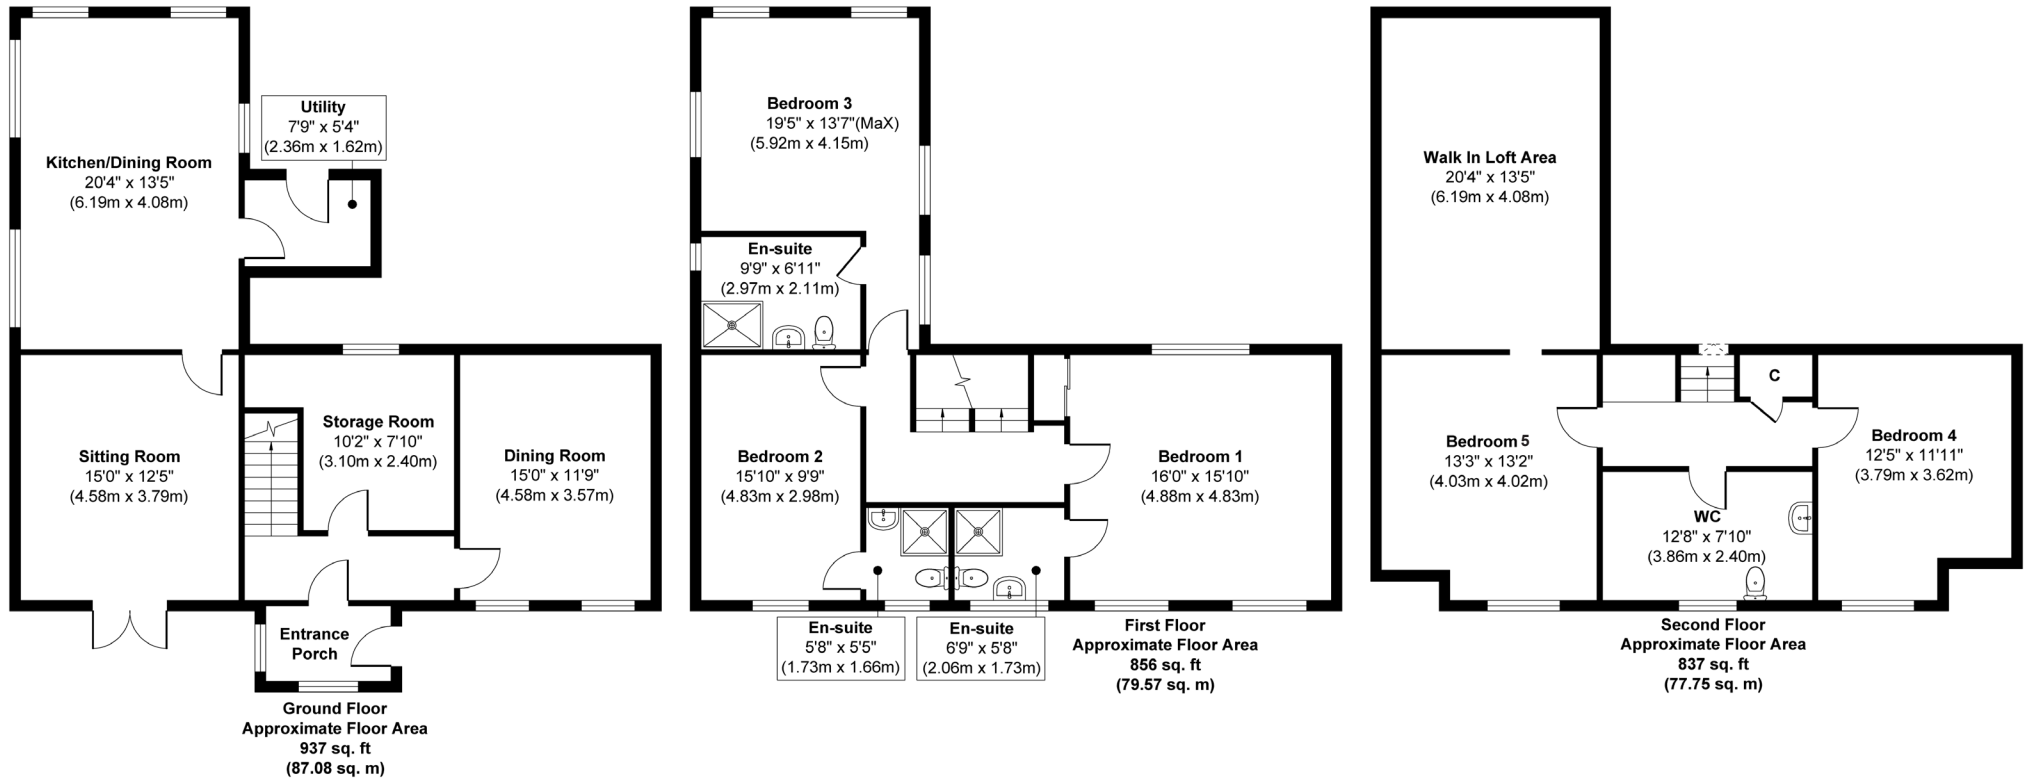 Kitchen/Dining Room
20'4" x 13'5"
(6.19m x 4.08m)
Utility
7'9" x 5'4"
(2.36m x 1.62m)
Sitting Room
15'0" x 12'5"
(4.58m x 3.79m)
Storage Room
10'2" x 7'10"
(3.10m x 2.40m)
Dining Room
15'0" x 11'9"
(4.58m x 3.57m)
Entrance
Porch
Ground Floor
Approximate Floor Area
937 sq. ft
(87.08 sq. m)
Bedroom 3
19'5" x 13'7"(MaX)
(5.92m x 4.15m)
En-suite
9'9" x 6'11"
(2.97m x 2.11m)
Bedroom 2
15'10" x 9'9"
(4.83m x 2.98m)
Bedroom 1
16'0" x 15'10"
(4.88m x 4.83m)
En-suite
5'8" x 5'5"
(1.73m x 1.66m)
En-suite
6'9" x 5'8"
(2.06m x 1.73m)
First Floor
Approximate Floor Area
856 sq. ft
(79.57 sq. m)
Walk In Loft Area
20'4" x 13'5"
(6.19m x 4.08m)
C
Bedroom 5
13'3" x 13'2"
(4.03m x 4.02m)
Bedroom 4
12'5" x 11'11"
(3.79m x 3.62m)
WC
12'8" x 7'10"
(3.86m x 2.40m)
Second Floor
Approximate Floor Area
837 sq. ft
(77.75 sq. m)